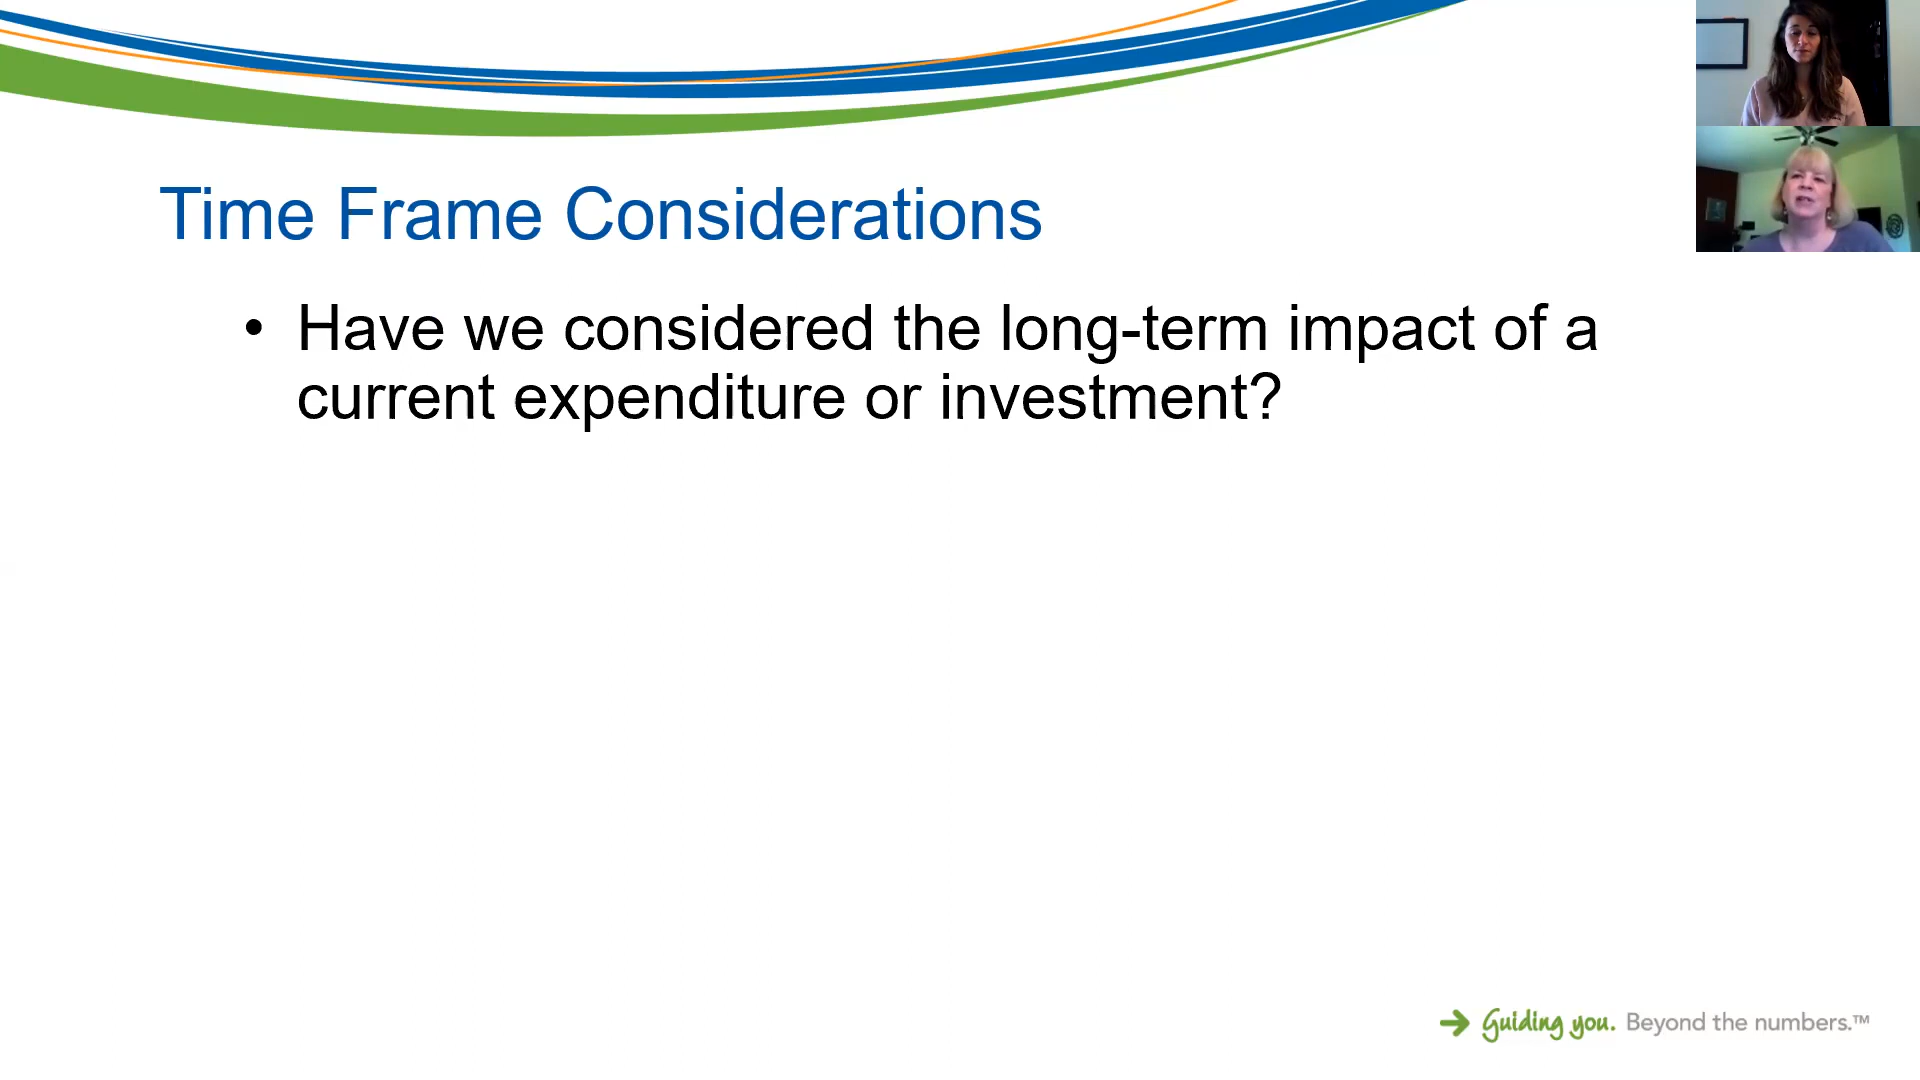 Time Frame Considerations
• Have we considered the long-term impact of a
current expenditure or investment?
Guiding you. Beyond the numbers.™